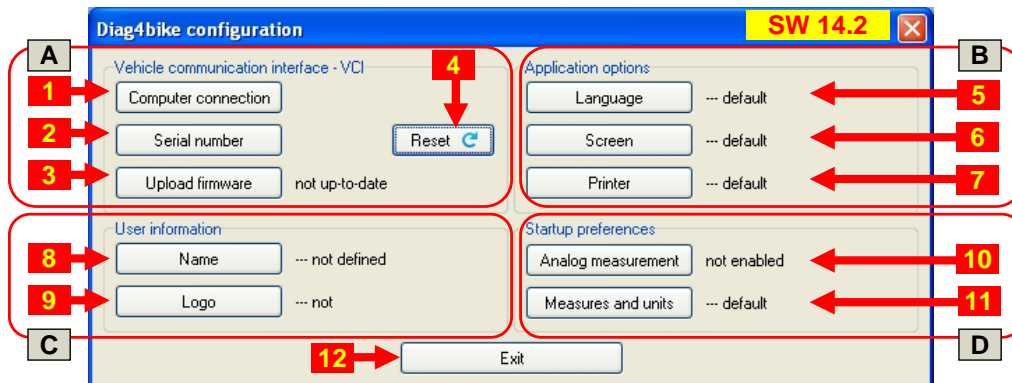 Diag4bike configuration
SW 14.2
A
Vehicle communication interface - VCI
4
1
Computer connection
2
Serial number
Reset
3
Upload firmware
not up-to-date
B
Application options
Language
--- default
5
Screen
--- default
6
Printer
--- default
7
User information
8
Name
--- not defined
9
Logo
--- not
C
Startup preferences
Analog measurement
not enabled
10
Measures and units
--- default
11
D
12
Exit